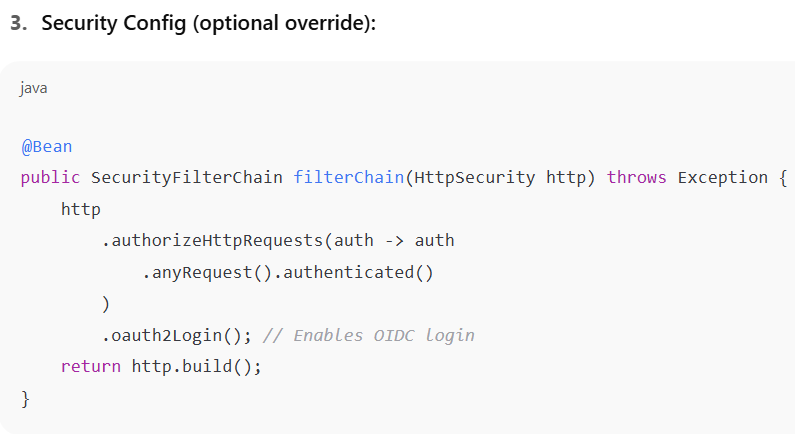 3. Security Config (optional override):
java
@Bean
public SecurityFilterChain filterChain(HttpSecurity http) throws Exception {
    http
        .authorizeHttpRequests(auth -> auth
            .anyRequest().authenticated()
        )
        .oauth2Login(); // Enables OIDC login
    return http.build();
}